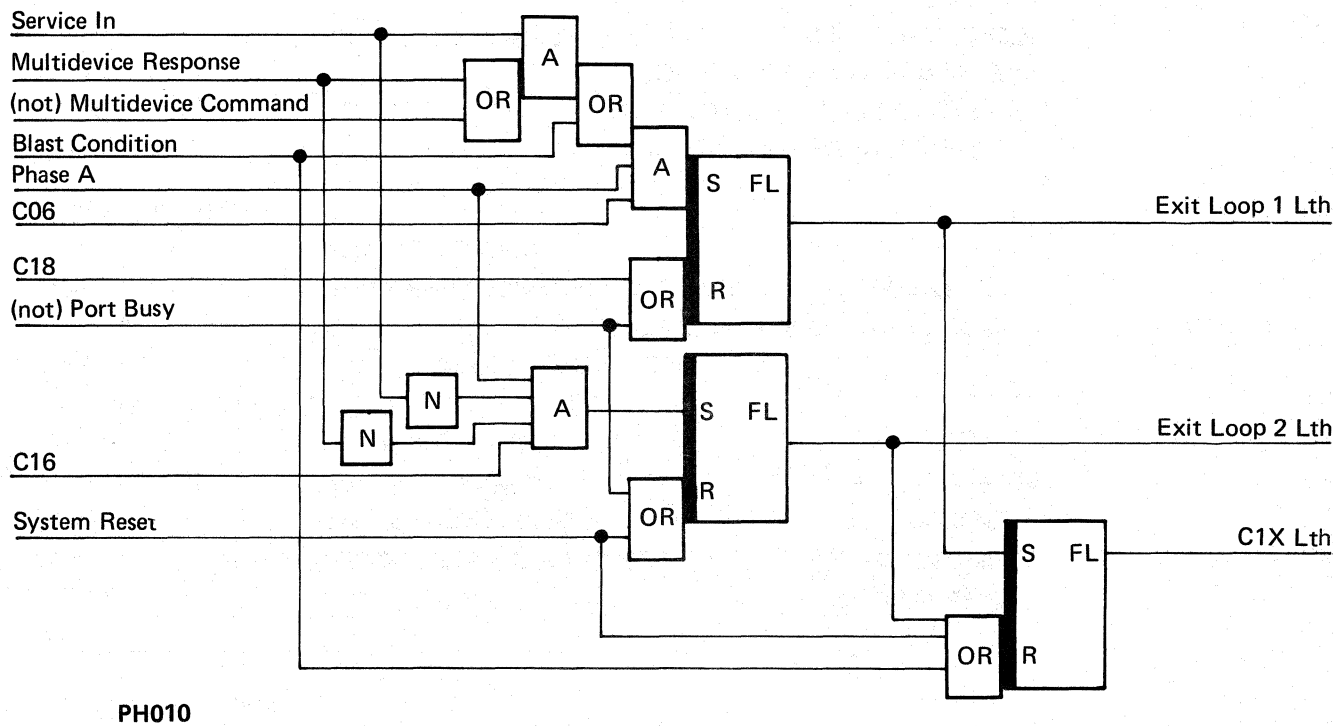 Service In
A
Multidevice Response
OR
OR
(not) Multidevice Command
Blast Condition
A
Phase A
S FL
C06
Exit Loop 1 Lth
C18
OR
R
(not) Port Busy
N
A
S FL
N
Exit Loop 2 Lth
C16
R
OR
System Reset
S FL
C1X Lth
OR
R
PH010